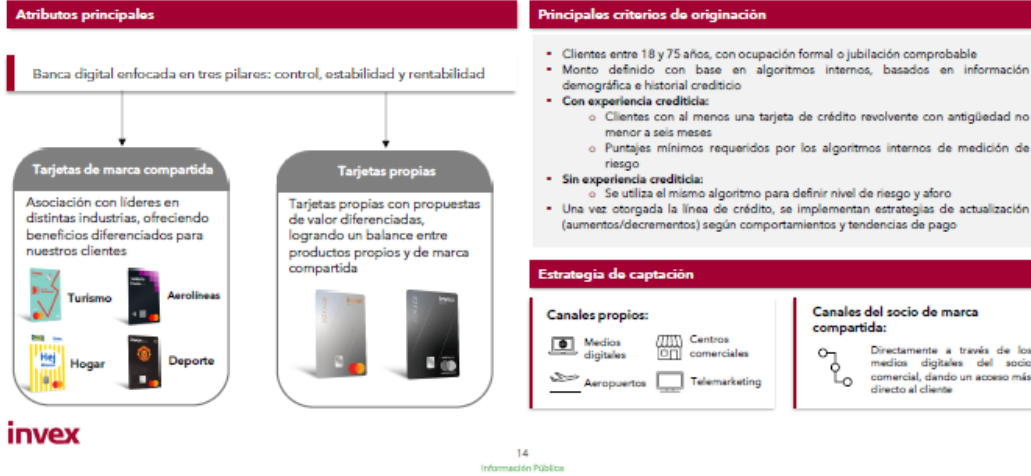 Atributos principales
Banca digital enfocada en tres pilares: control, estabilidad y rentabilidad
Tarjetas de marca compartida
Asociación con líderes en
distintas industrias, ofreciendo
beneficios diferenciados para
nuestros clientes
Turismo
Aerolíneas
Hej
Hogar
Deporte
Tarjetas propias
Tarjetas propias con propuestas
de valor diferenciadas,
logrando un balance entre
productos propios y de marca
compartida
invex
Principales criterios de originación
▪ Clientes entre 18 y 75 años, con ocupación formal o jubilación comprobable
▪ Monto definido con base en algoritmos internos, basados en información
demográfica e historial crediticio
▪ Con experiencia crediticia:
o Clientes con al menos una tarjeta de crédito revolvente con antigüedad no
menor a seis meses
o Puntajes mínimos requeridos por los algoritmos internos de medición de
riesgo
▪ Sin experiencia crediticia:
o Se utiliza el mismo algoritmo para definir nivel de riesgo y aforo
▪ Una vez otorgada la línea de crédito, se implementan estrategias de actualización
(aumentos/decrementos) según comportamientos y tendencias de pago
Estrategia de captación
Canales propios:
Medios
digitales
Centros
comerciales
Aeropuertos
Telemarketing
Canales del socio de marca
compartida:
Directamente a través de los
medios digitales del socio
comercial, dando un acceso más
directo al cliente
invex
14
Información Pública